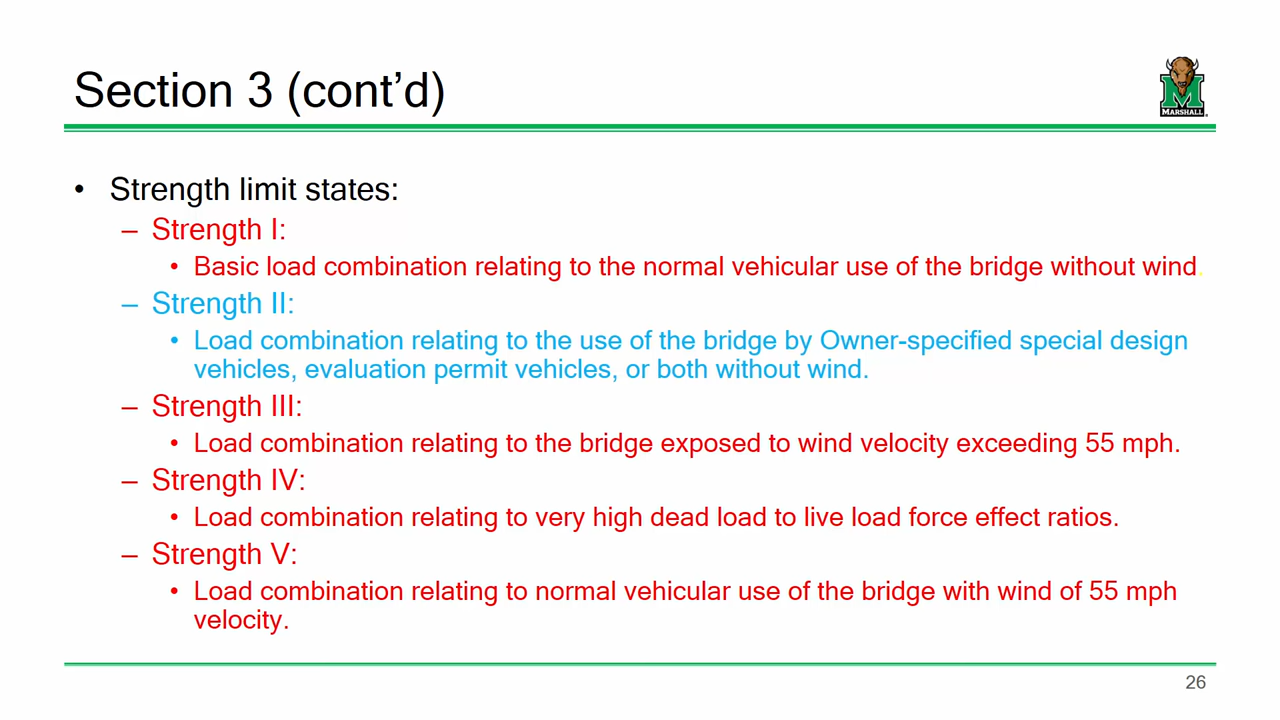 Section 3 (cont’d)
MARSHALL
• Strength limit states:
– Strength I:
• Basic load combination relating to the normal vehicular use of the bridge without wind.
– Strength II:
• Load combination relating to the use of the bridge by Owner-specified special design
vehicles, evaluation permit vehicles, or both without wind.
– Strength III:
• Load combination relating to the bridge exposed to wind velocity exceeding 55 mph.
– Strength IV:
• Load combination relating to very high dead load to live load force effect ratios.
– Strength V:
• Load combination relating to normal vehicular use of the bridge with wind of 55 mph
velocity.
26